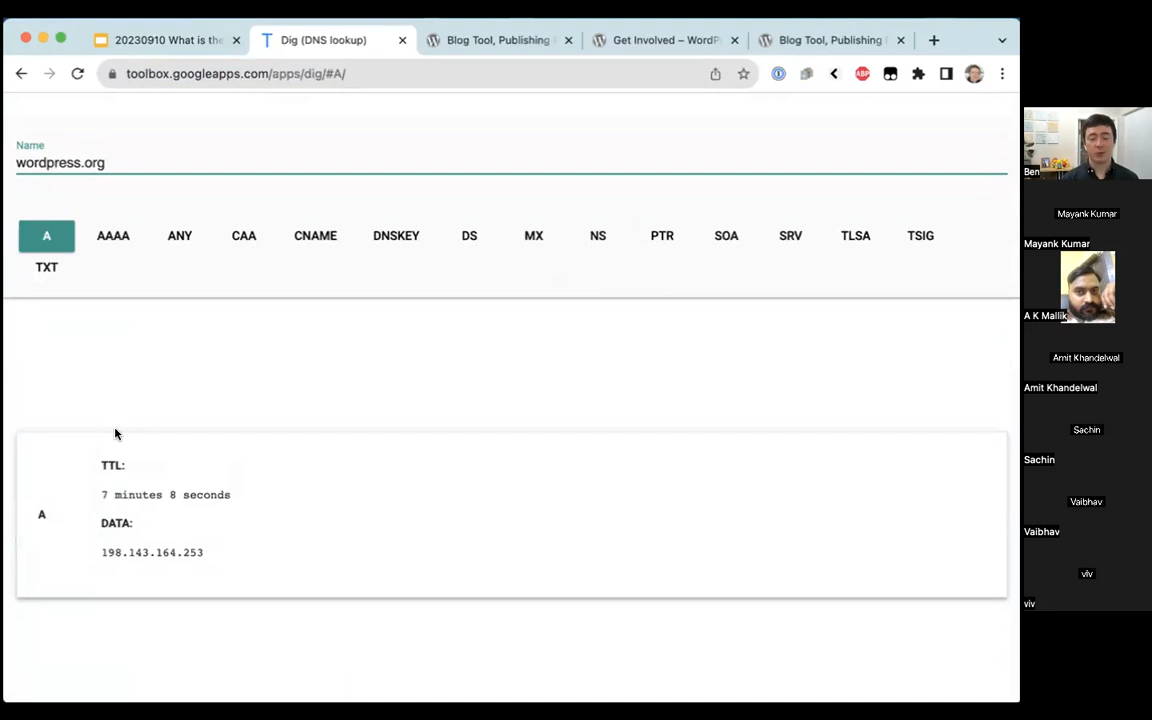 20230910 What is the
Dig (DNS lookup)
Blog Tool, Publishing
Get Involved – WordP
Blog Tool, Publishing
toolbox.googleapps.com/apps/dig/#A/
ABP
Name
wordpress.org
A
AAAA
ANY
CAA
CNAME
DNSKEY
DS
MX
NS
PTR
SOA
SRV
TLSA
TSIG
TXT
TTL:
7 minutes 8 seconds
A
DATA:
198.143.164.253
Ben
Mayank Kumar
Mayank Kumar
A K Mallik
Amit Khandelwal
Amit Khandelwal
Sachin
Sachin
Vaibhav
Vaibhav
viv
viv